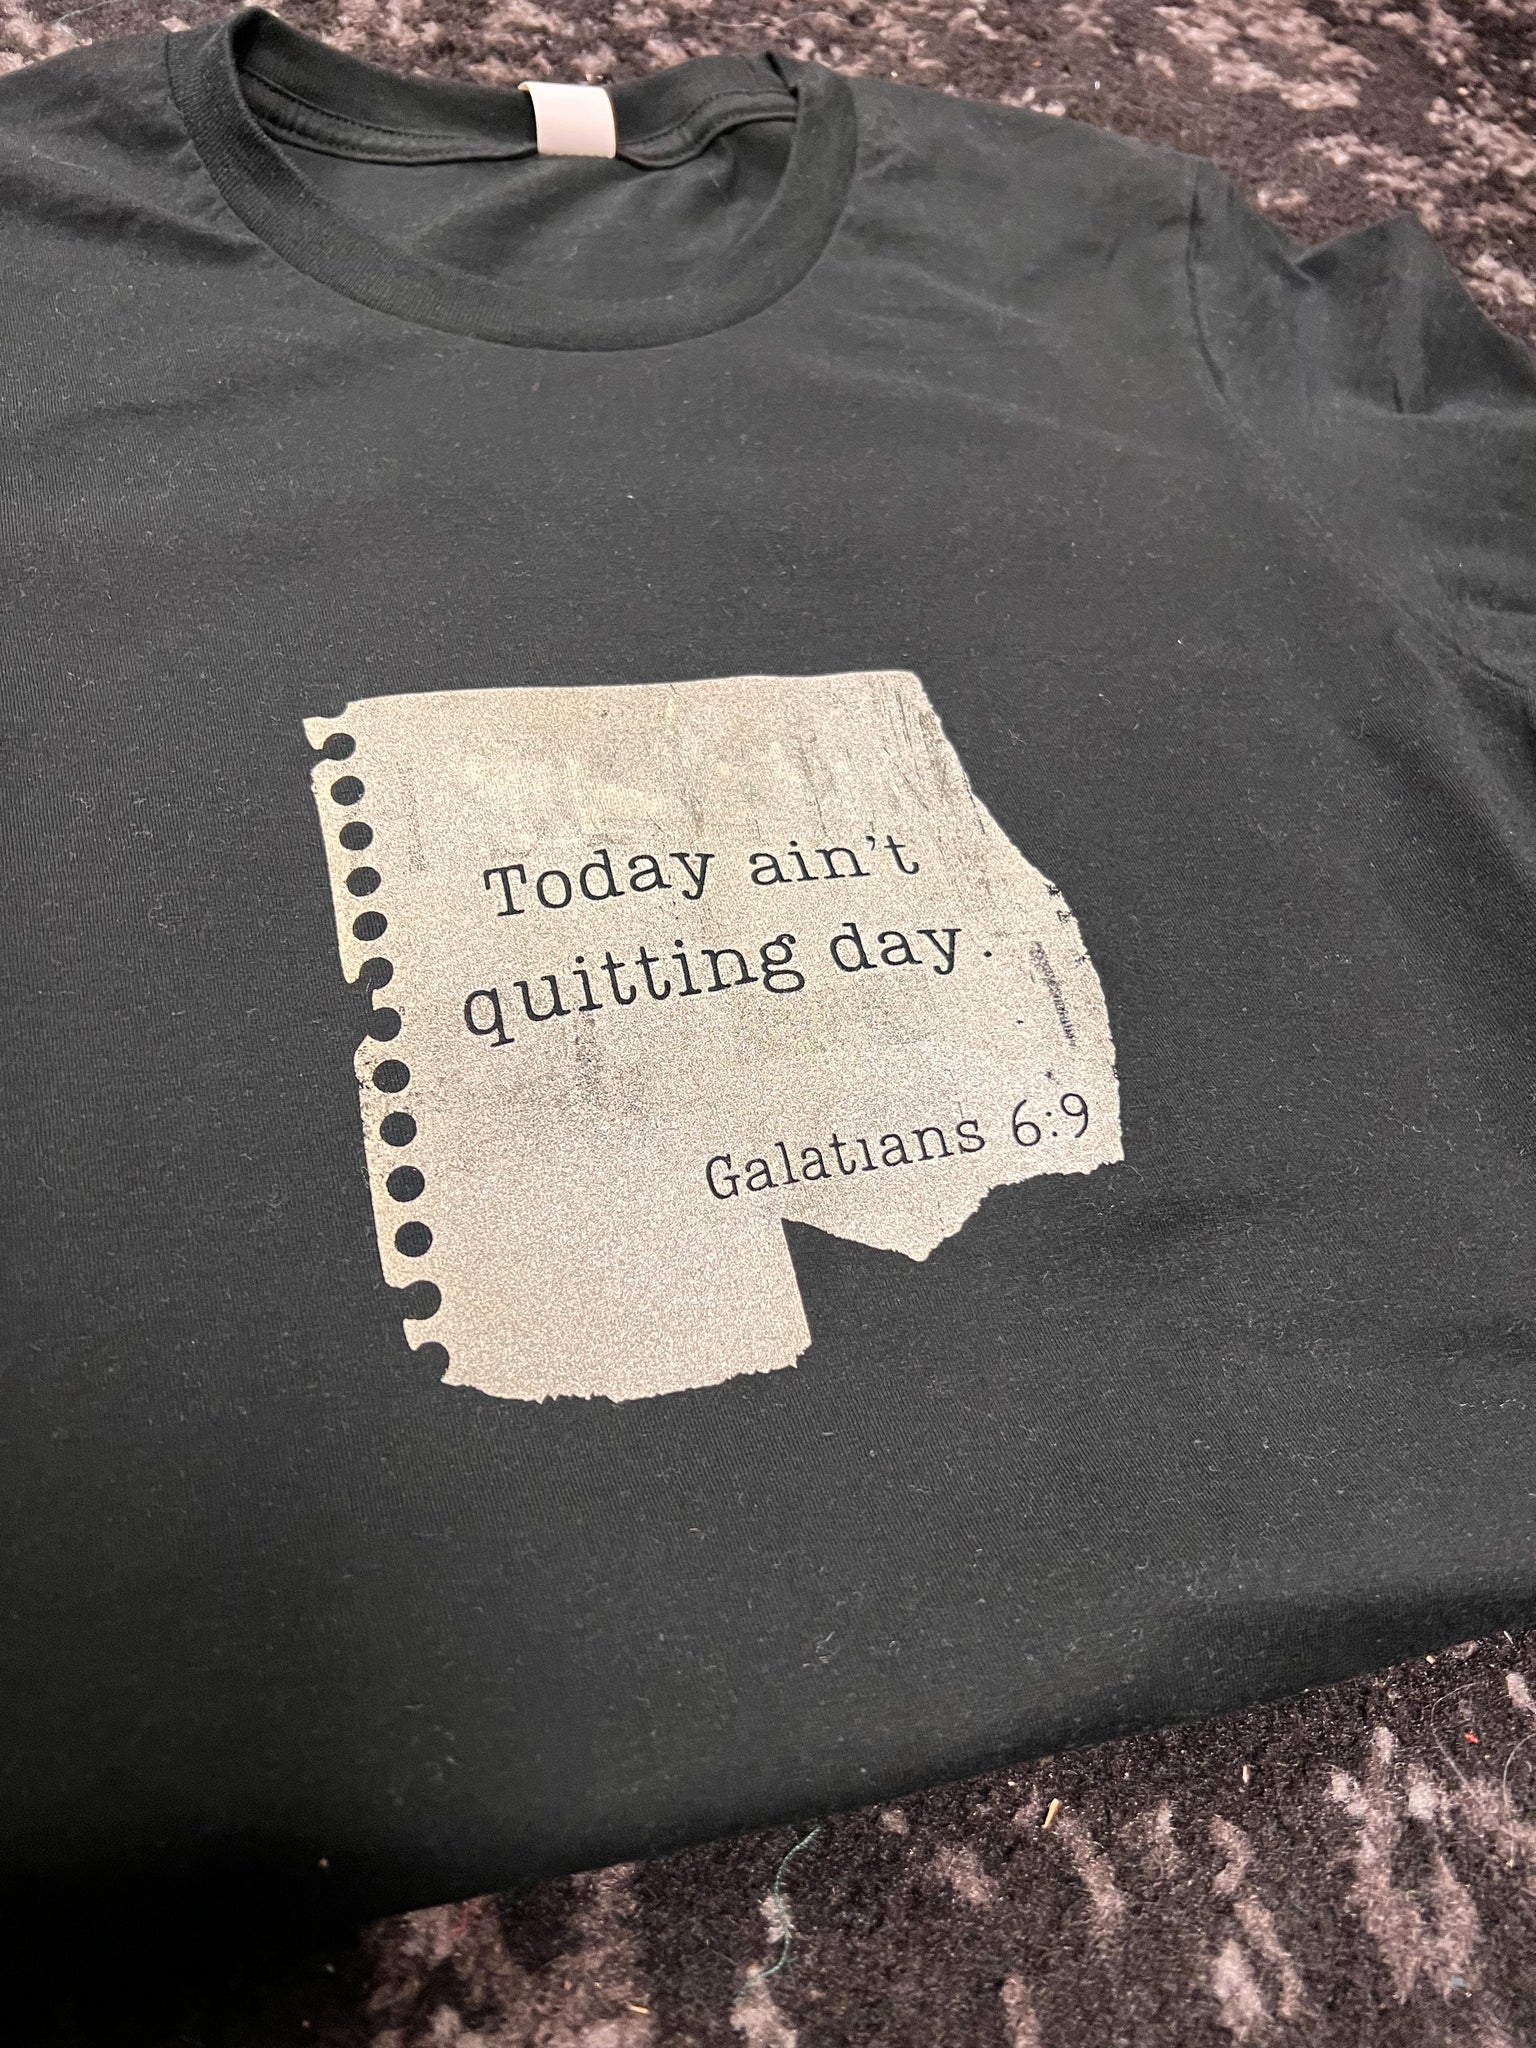 Today ain't
quitting day.
Galatians 6:9